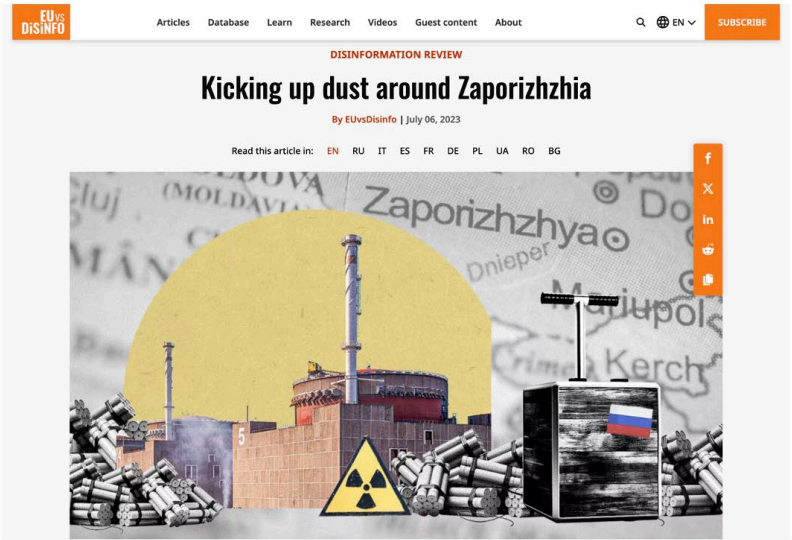 EUvs
DiSiNFO
Articles Database Learn Research Videos Guest content About
EN
SUBSCRIBE
DISINFORMATION REVIEW
Kicking up dust around Zaporizhzhia
By EUvsDisinfo | July 06, 2023
Read this article in: EN RU IT ES FR DE PL UA RO BG
(MOLDAVIA
Cluj
Zaporizhzhya
Do
Dnieper
Mariupol
Crimea
Kerch
5